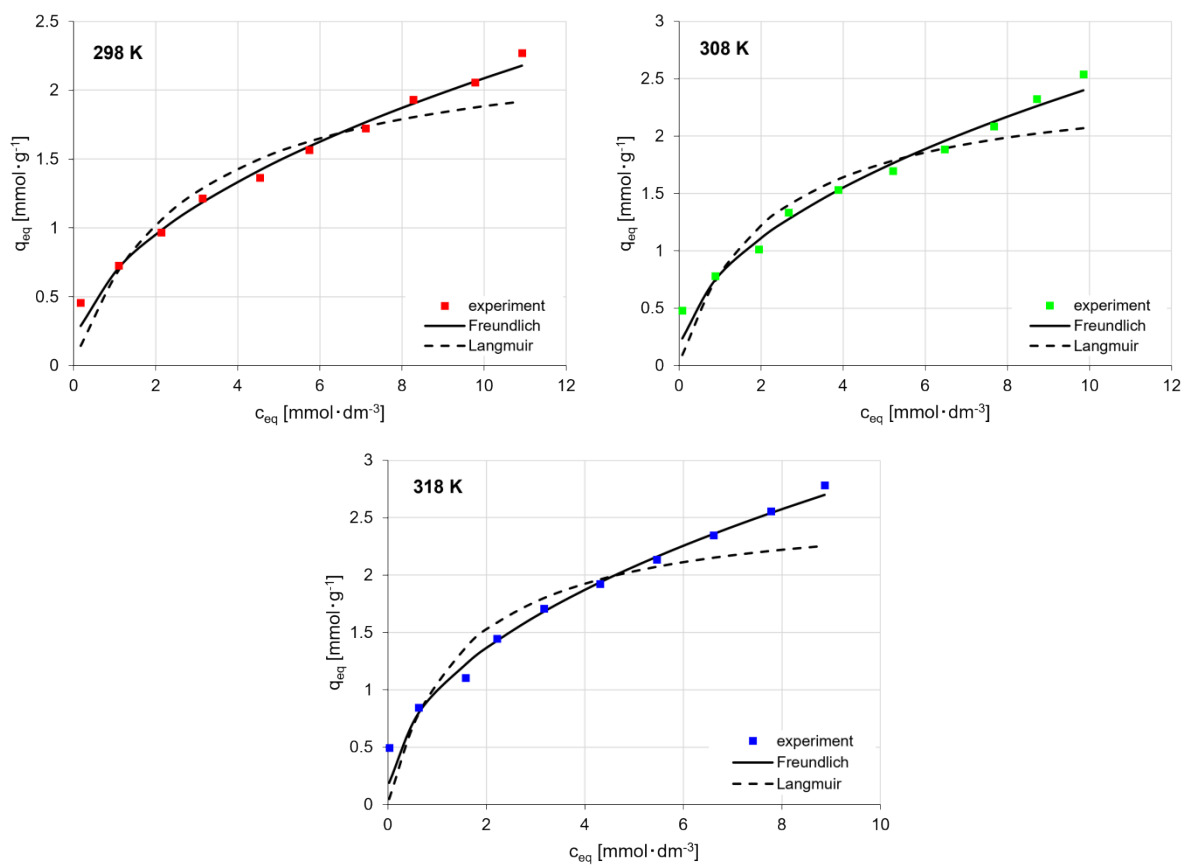 298 K
2.5
2
1.5
1
0.5
0
q_eq [mmol·g⁻¹]
experiment
Freundlich
Langmuir
0 2 4 6 8 10 12
c_eq [mmol·dm⁻³]
308 K
3
2.5
2
1.5
1
0.5
0
q_eq [mmol·g⁻¹]
experiment
Freundlich
Langmuir
0 2 4 6 8 10 12
c_eq [mmol·dm⁻³]
318 K
3
2.5
2
1.5
1
0.5
0
q_eq [mmol·g⁻¹]
experiment
Freundlich
Langmuir
0 2 4 6 8 10
c_eq [mmol·dm⁻³]